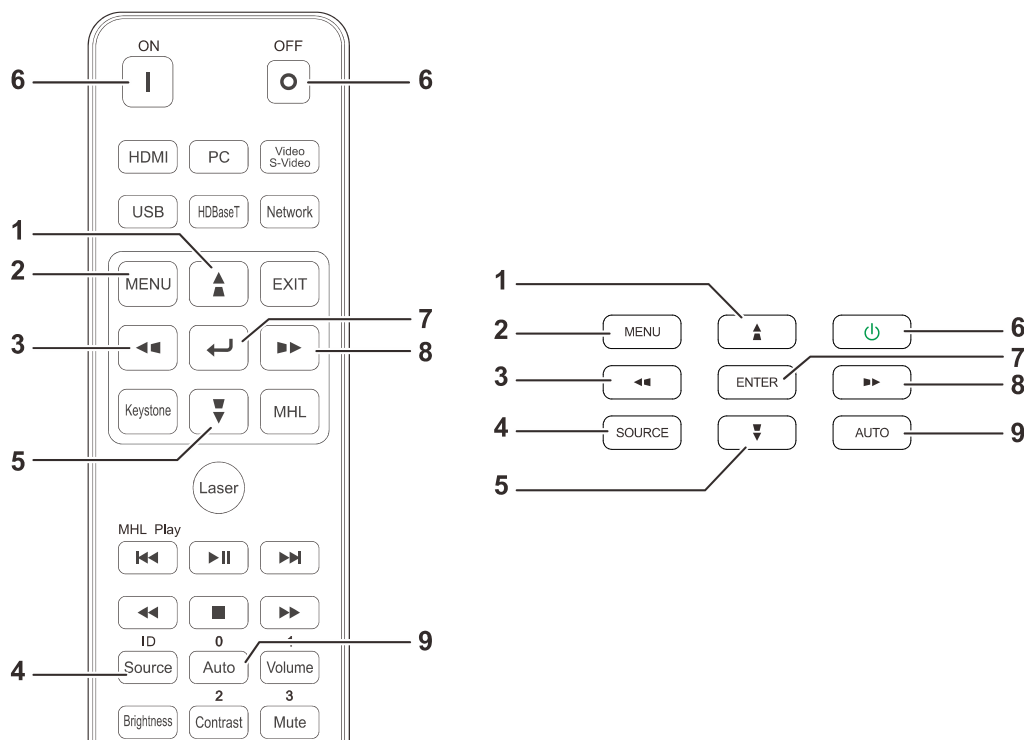 ON OFF
6 6
HDMI PC Video
S-Video
USB HDBaseT Network
1
2 MENU EXIT
7
3 8
Keystone MHL
5
Laser
MHL Play
ID 0 9
4 Source Auto Volume
2 3
Brightness Contrast Mute
1
2 MENU 6
7
3 ENTER 8
4 SOURCE AUTO 9
5